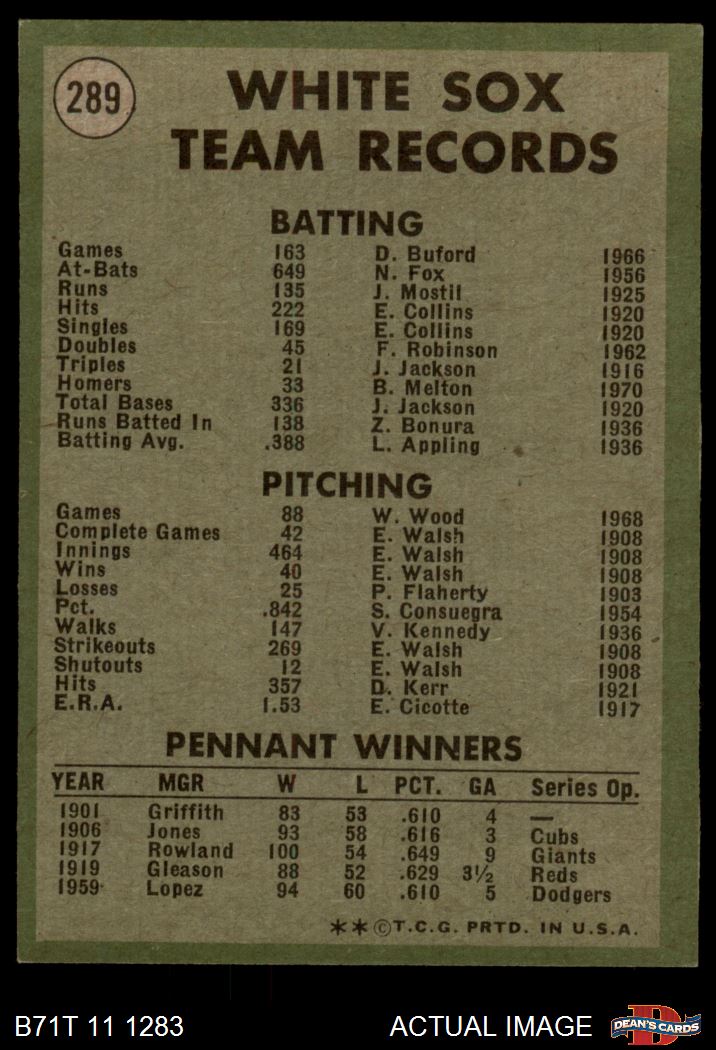 289
WHITE SOX
TEAM RECORDS
BATTING
Games 163 D. Buford 1966
At-Bats 649 N. Fox 1956
Runs 135 J. Mostil 1925
Hits 222 E. Collins 1920
Singles 169 E. Collins 1920
Doubles 45 F. Robinson 1962
Triples 21 J. Jackson 1916
Homers 33 B. Melton 1970
Total Bases 336 J. Jackson 1920
Runs Batted In 138 Z. Bonura 1936
Batting Avg. .388 L. Appling 1936
PITCHING
Games 88 W. Wood 1968
Complete Games 42 E. Walsh 1908
Innings 464 E. Walsh 1908
Wins 40 E. Walsh 1908
Losses 25 P. Flaherty 1903
Pct. .842 S. Consuegra 1954
Walks 147 V. Kennedy 1936
Strikeouts 269 E. Walsh 1908
Shutouts 12 E. Walsh 1908
Hits 357 D. Kerr 1921
E.R.A. 1.53 E. Cicotte 1917
PENNANT WINNERS
YEAR MGR W L PCT. GA Series Op.
1901 Griffith 83 53 .610 4 —
1906 Jones 93 58 .616 3 Cubs
1917 Rowland 100 54 .649 9 Giants
1919 Gleason 88 52 .629 3½ Reds
1959 Lopez 94 60 .610 5 Dodgers
**©T.C.G. PRTD. IN U.S.A.
B71T 11 1283 ACTUAL IMAGE DEAN'S CARDS